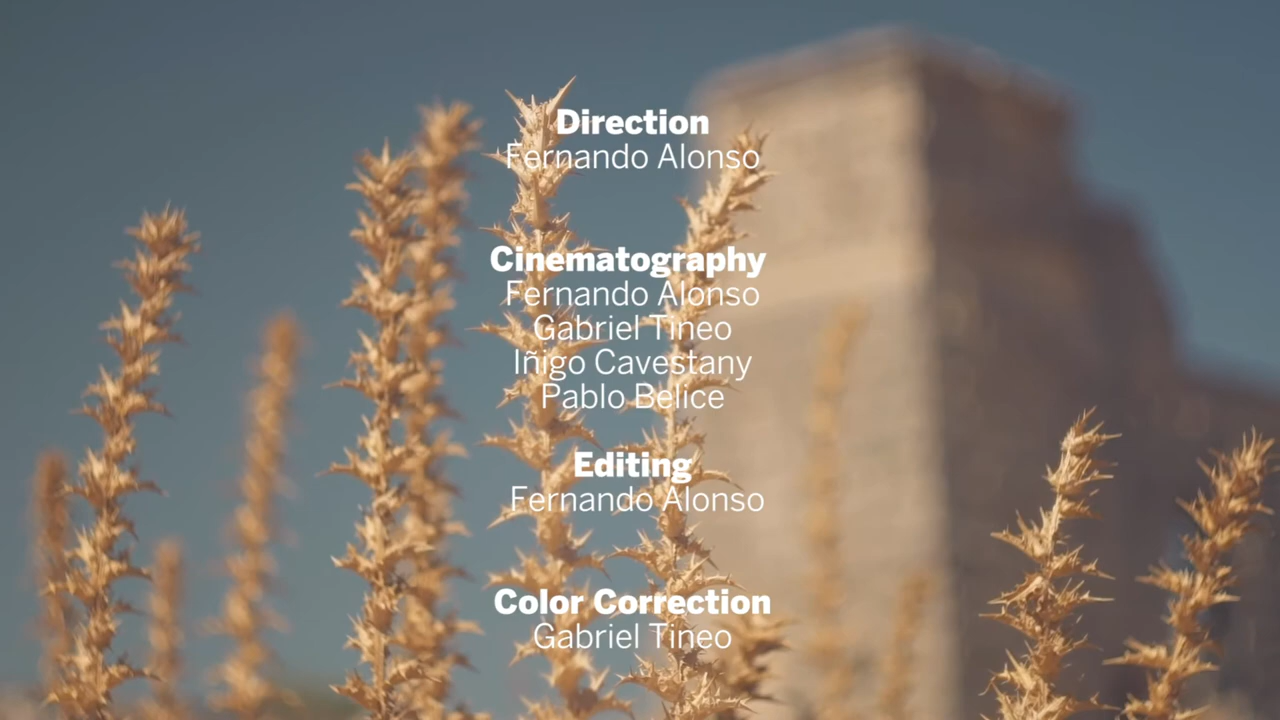 Direction
Fernando Alonso
Cinematography
Fernando Alonso
Gabriel Tineo
Iñigo Cavestany
Pablo Belice
Editing
Fernando Alonso
Color Correction
Gabriel Tineo